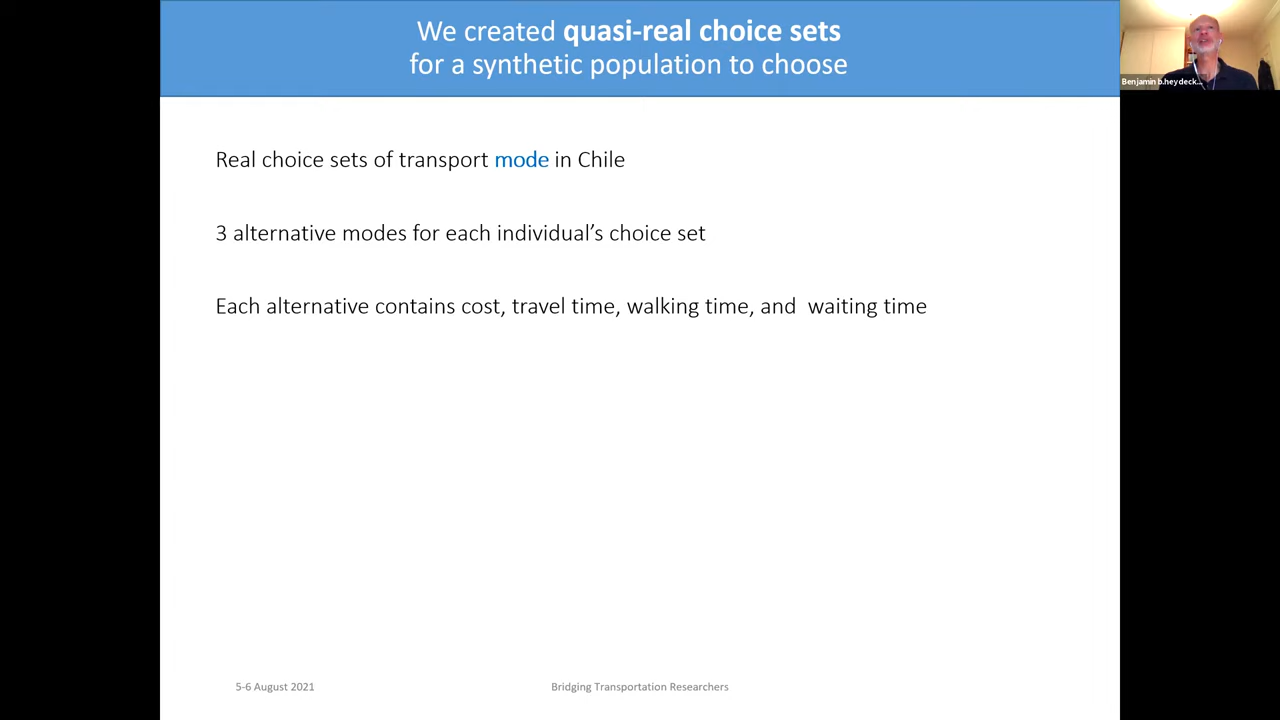 We created quasi-real choice sets
for a synthetic population to choose
Benjamin b.heydeck...
Real choice sets of transport mode in Chile
3 alternative modes for each individual’s choice set
Each alternative contains cost, travel time, walking time, and  waiting time
5-6 August 2021
Bridging Transportation Researchers